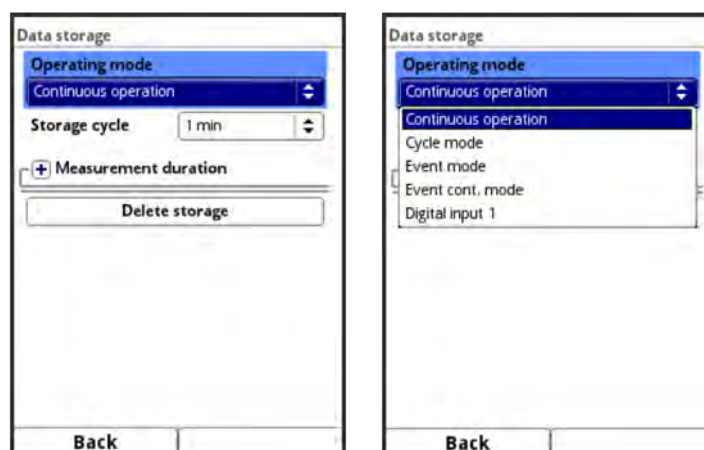 Data storage
Operating mode
Continuous operation
Storage cycle 1 min
+ Measurement duration
Delete storage
Back
Data storage
Operating mode
Continuous operation
Continuous operation
Cycle mode
Event mode
Event cont. mode
Digital input 1
Back